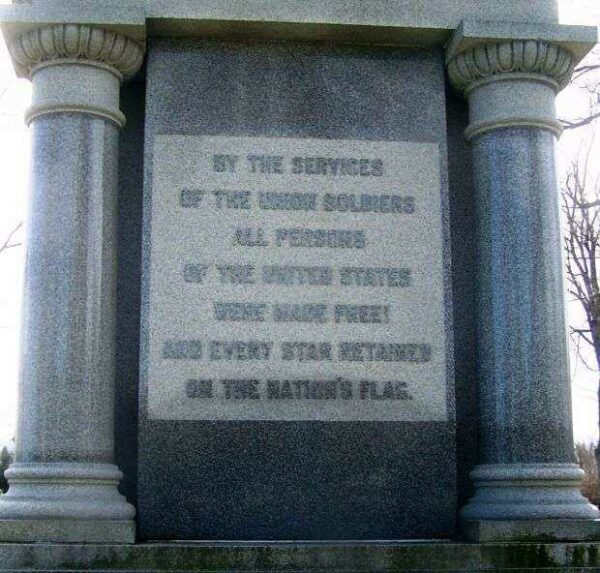 BY THE SERVICES
OF THE UNION SOLDIERS
ALL PERSONS
OF THE UNITED STATES
WERE MADE FREE!
AND EVERY STAR RETAINED
ON THE NATION'S FLAG.